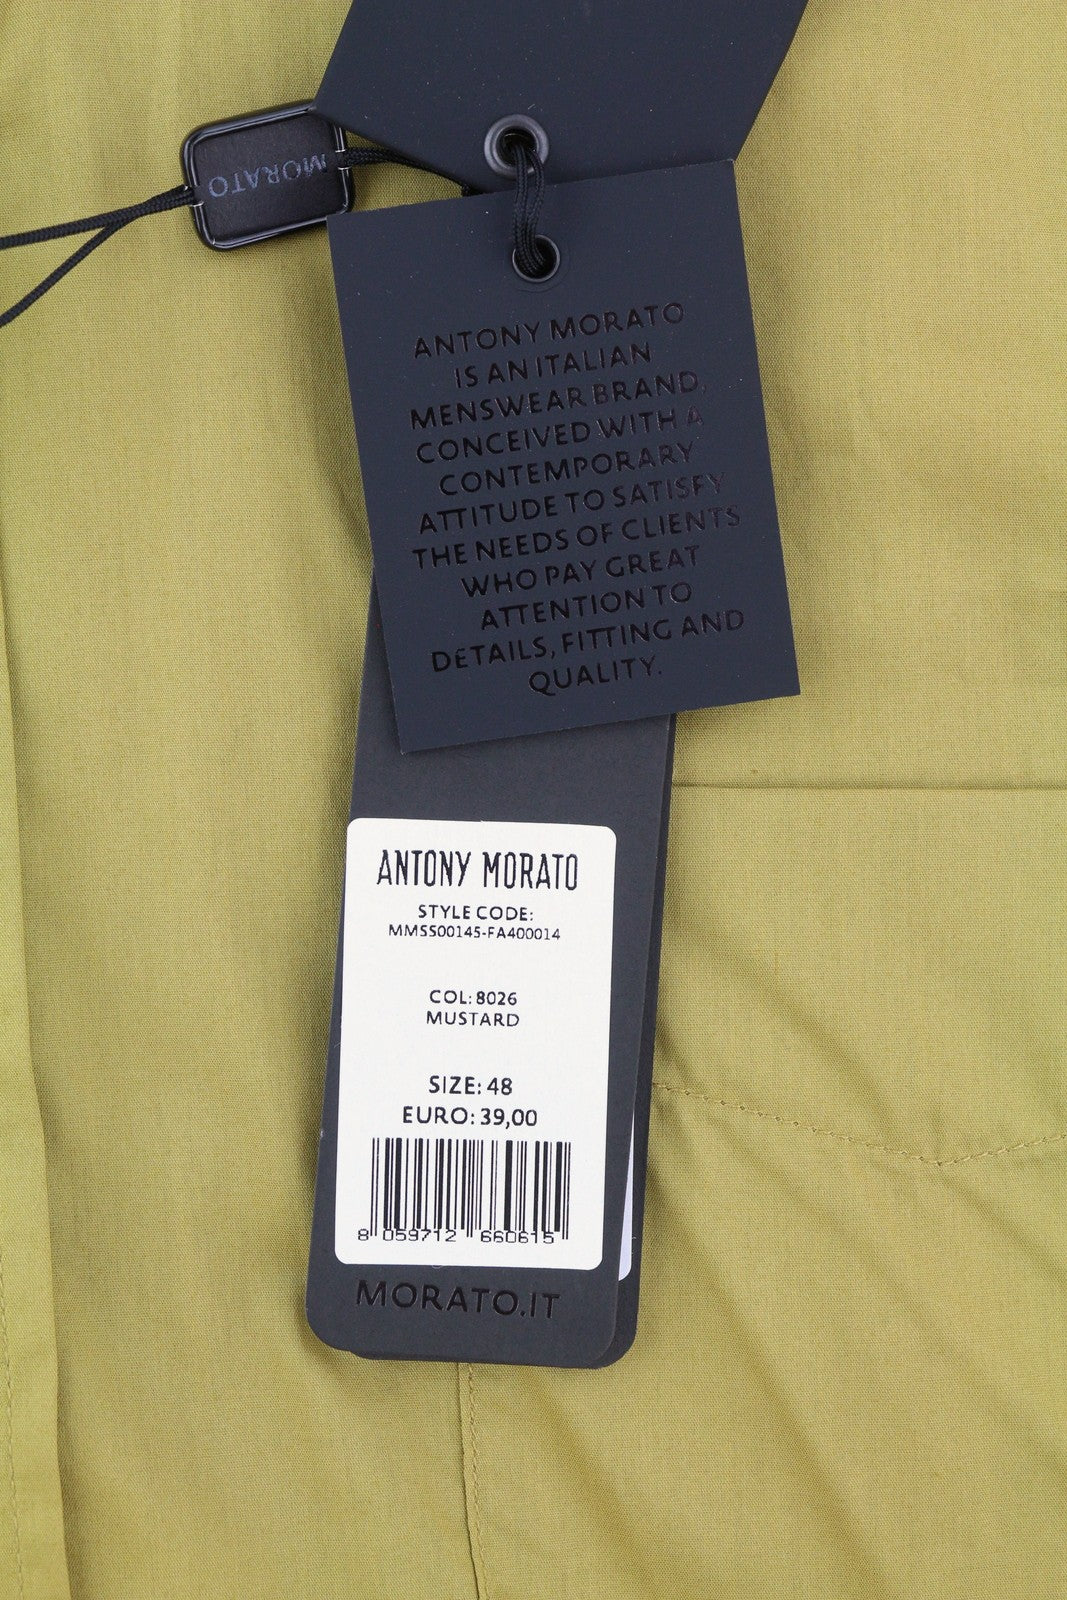 MORATO
ANTONY MORATO
IS AN ITALIAN
MENSWEAR BRAND,
CONCEIVED WITH A
CONTEMPORARY
ATTITUDE TO SATISFY
THE NEEDS OF CLIENTS
WHO PAY GREAT
ATTENTION TO
DETAILS, FITTING AND
QUALITY.
ANTONY MORATO
STYLE CODE:
MMSS00145-FA400014
COL: 8026
MUSTARD
SIZE: 48
EURO: 39,00
8 059712 660615
MORATO.IT